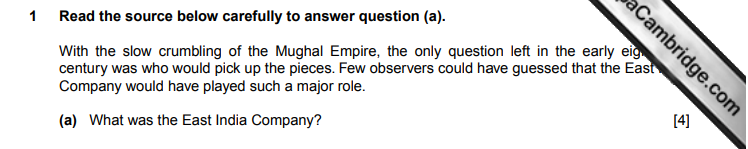 1 Read the source below carefully to answer question (a).
With the slow crumbling of the Mughal Empire, the only question left in the early
century was who would pick up the pieces. Few observers could have guessed that the East
Company would have played such a major role.
(a) What was the East India Company? [4]
aCambridge.com